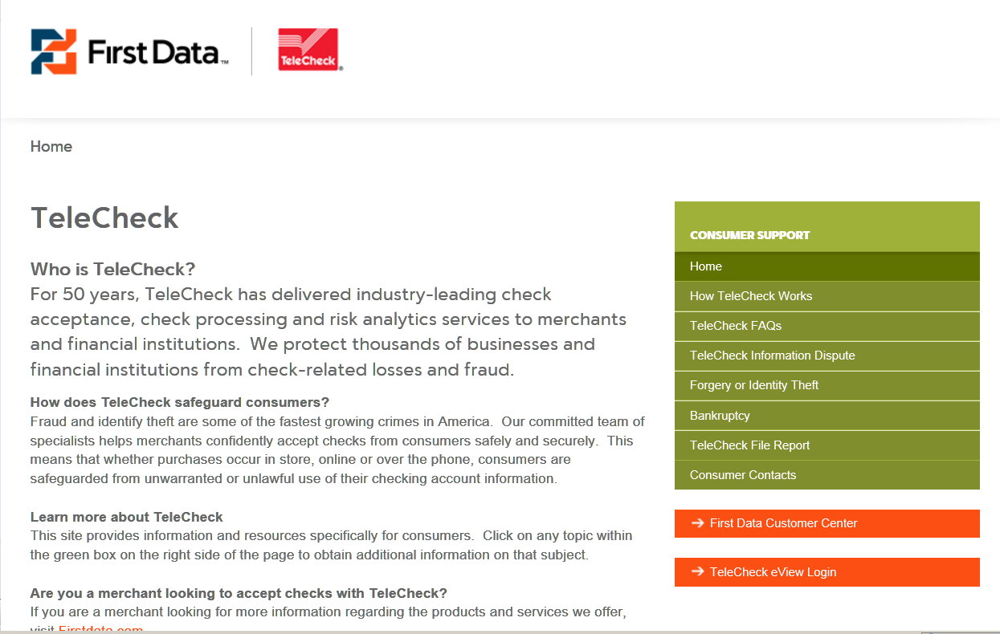 First Data™
TeleCheck®
Home
TeleCheck
Who is TeleCheck?
For 50 years, TeleCheck has delivered industry-leading check
acceptance, check processing and risk analytics services to merchants
and financial institutions.  We protect thousands of businesses and
financial institutions from check-related losses and fraud.
How does TeleCheck safeguard consumers?
Fraud and identify theft are some of the fastest growing crimes in America.  Our committed team of
specialists helps merchants confidently accept checks from consumers safely and securely.  This
means that whether purchases occur in store, online or over the phone, consumers are
safeguarded from unwarranted or unlawful use of their checking account information.
Learn more about TeleCheck
This site provides information and resources specifically for consumers.  Click on any topic within
the green box on the right side of the page to obtain additional information on that subject.
Are you a merchant looking to accept checks with TeleCheck?
If you are a merchant looking for more information regarding the products and services we offer,
visit Firstdata.com
CONSUMER SUPPORT
Home
How TeleCheck Works
TeleCheck FAQs
TeleCheck Information Dispute
Forgery or Identity Theft
Bankruptcy
TeleCheck File Report
Consumer Contacts
→ First Data Customer Center
→ TeleCheck eView Login